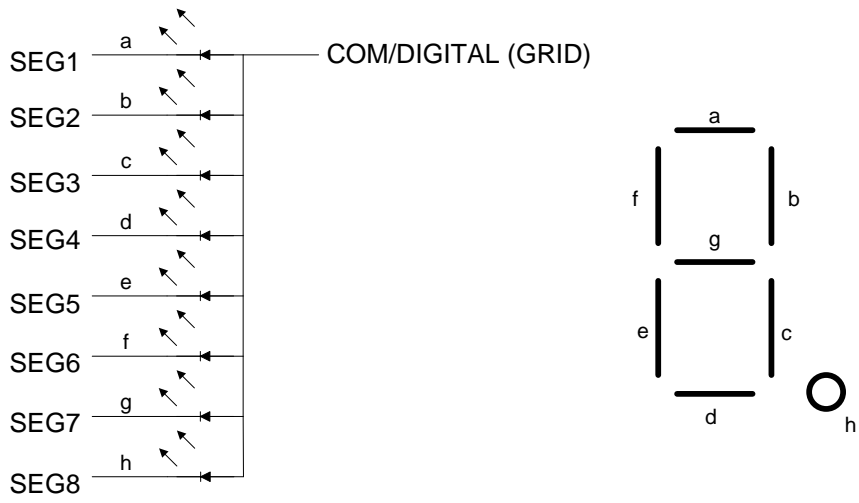 a
SEG1
COM/DIGITAL (GRID)
b
SEG2
c
SEG3
d
SEG4
e
SEG5
f
SEG6
g
SEG7
h
SEG8
a
f
b
g
e
c
d
h